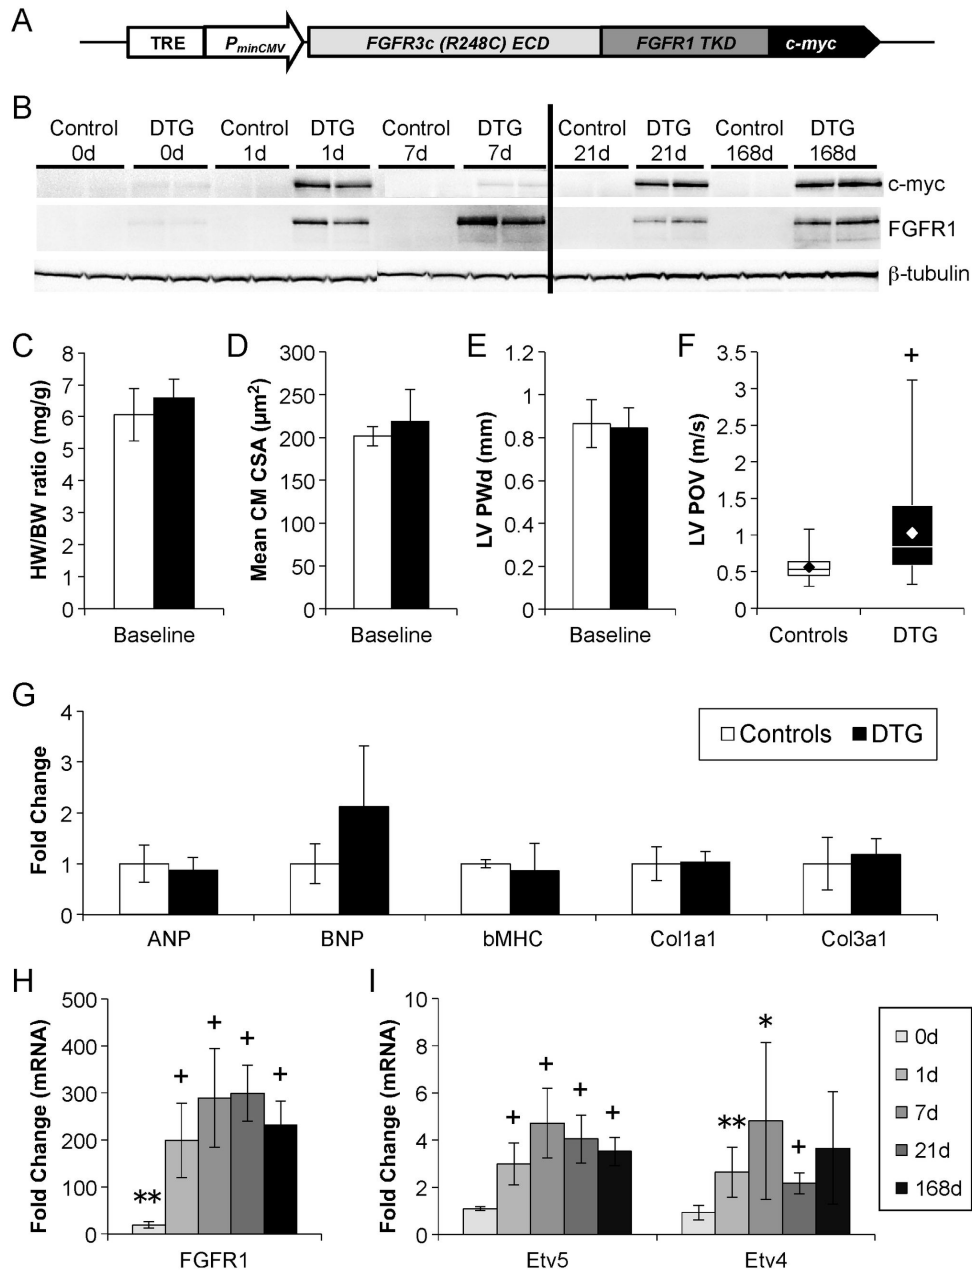 A
TRE
PminCMV
FGFR3c (R248C) ECD
FGFR1 TKD
c-myc
B
Control DTG Control DTG Control DTG Control DTG Control DTG
0d 0d 1d 1d 7d 7d 21d 21d 168d 168d
c-myc
FGFR1
β-tubulin
C
HW/BW ratio (mg/g)
8
7
6
5
4
3
2
1
0
Baseline
D
Mean CM CSA (µm²)
300
250
200
150
100
50
0
Baseline
E
LV PWd (mm)
1.2
1
0.8
0.6
0.4
0.2
0
Baseline
F
LV POV (m/s)
3.5
3
2.5
2
1.5
1
0.5
0
+
Controls DTG
G
Fold Change
4
3
2
1
0
Controls DTG
ANP BNP bMHC Col1a1 Col3a1
H
Fold Change (mRNA)
500
400
300
200
100
0
** + + + +
FGFR1
I
Fold Change (mRNA)
10
8
6
4
2
0
+ + + + ** * +
Etv5 Etv4
0d
1d
7d
21d
168d